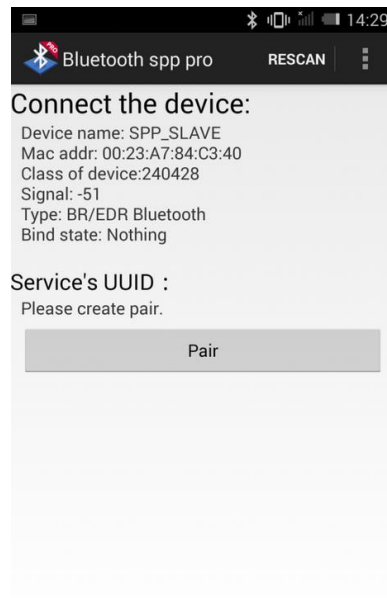 14:29
PRO
Bluetooth spp pro
RESCAN
Connect the device:
Device name: SPP_SLAVE
Mac addr: 00:23:A7:84:C3:40
Class of device:240428
Signal: -51
Type: BR/EDR Bluetooth
Bind state: Nothing
Service's UUID :
Please create pair.
Pair